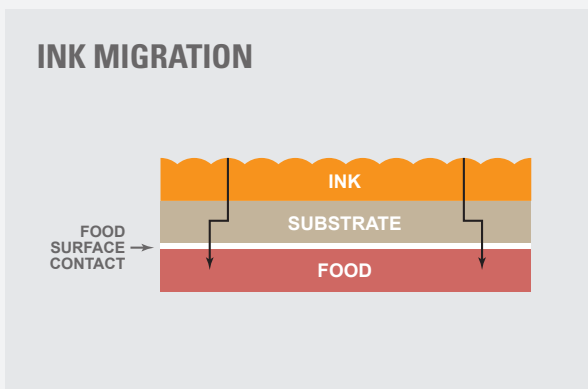 INK MIGRATION
INK
SUBSTRATE
FOOD
SURFACE
CONTACT
FOOD